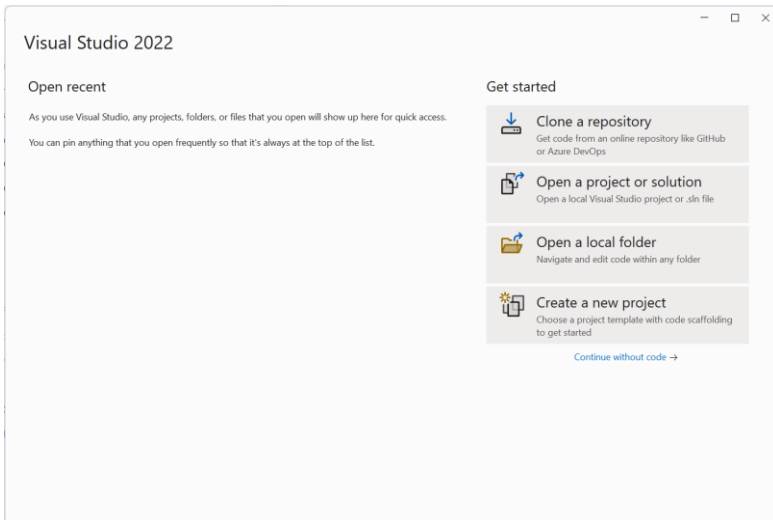 Visual Studio 2022
Open recent
As you use Visual Studio, any projects, folders, or files that you open will show up here for quick access.
You can pin anything that you open frequently so that it's always at the top of the list.
Get started
Clone a repository
Get code from an online repository like GitHub
or Azure DevOps
Open a project or solution
Open a local Visual Studio project or .sln file
Open a local folder
Navigate and edit code within any folder
Create a new project
Choose a project template with code scaffolding
to get started
Continue without code →